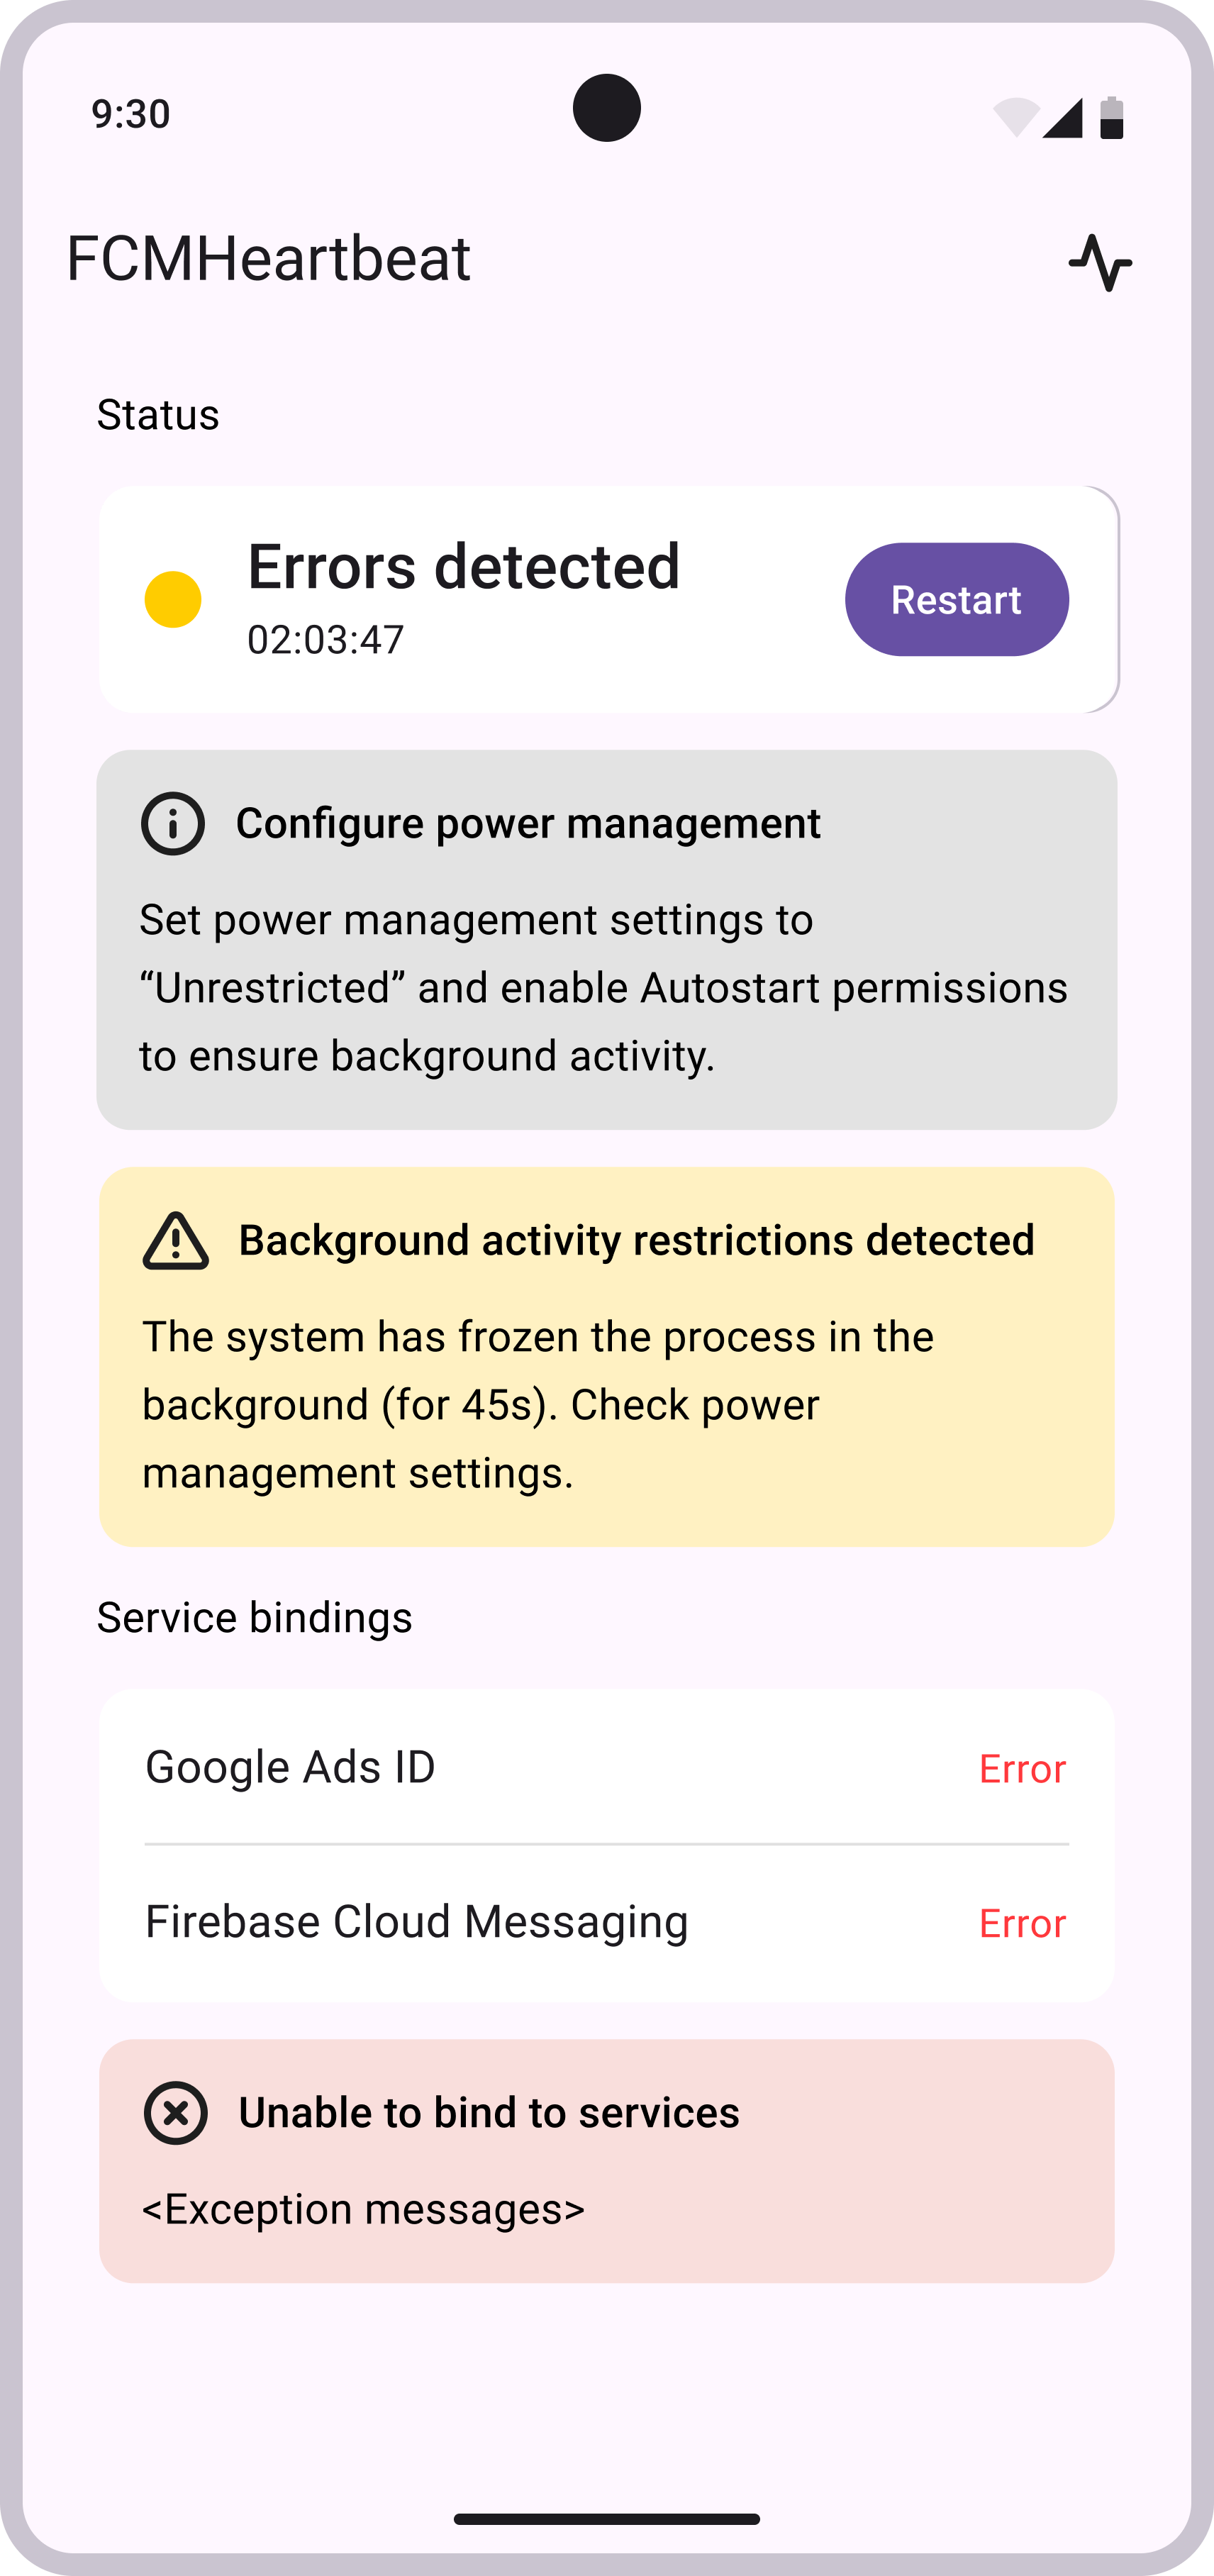 9:30
FCMHeartbeat
Status
Errors detected
02:03:47
Restart
Configure power management
Set power management settings to
“Unrestricted” and enable Autostart permissions
to ensure background activity.
Background activity restrictions detected
The system has frozen the process in the
background (for 45s). Check power
management settings.
Service bindings
Google Ads ID
Error
Firebase Cloud Messaging
Error
Unable to bind to services
<Exception messages>